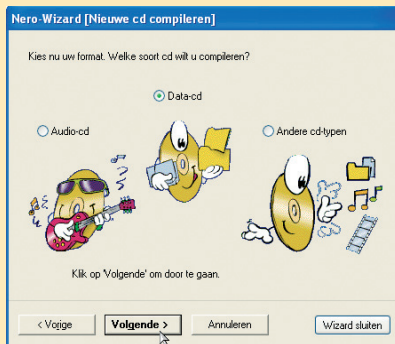 Nero-Wizard [Nieuwe cd compileren]
Kies nu uw format. Welke soort cd wilt u compileren?
Data-cd
Audio-cd
Andere cd-typen
Klik op 'Volgende' om door te gaan.
< Vorige
Volgende >
Annuleren
Wizard sluiten